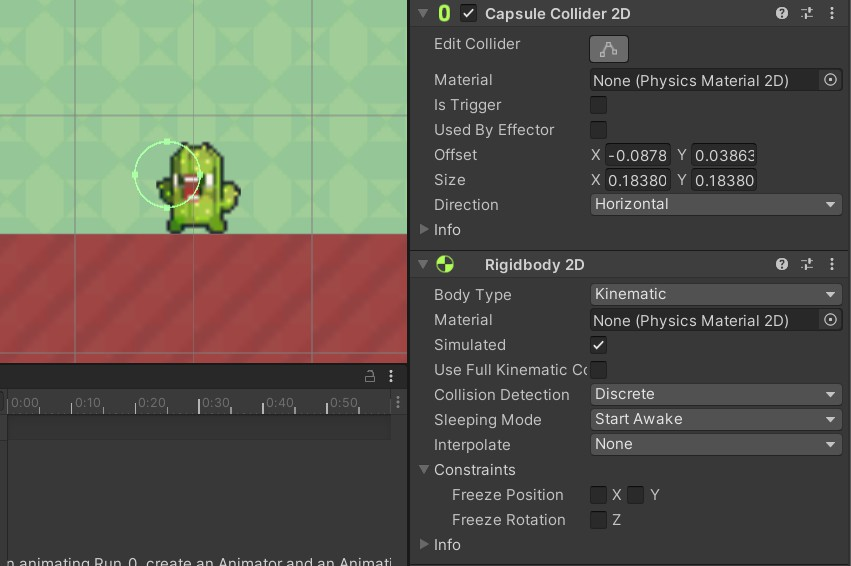 Capsule Collider 2D
Edit Collider
Material None (Physics Material 2D)
Is Trigger
Used By Effector
Offset X -0.0878 Y 0.03863
Size X 0.18380 Y 0.18380
Direction Horizontal
Info
Rigidbody 2D
Body Type Kinematic
Material None (Physics Material 2D)
Simulated
Use Full Kinematic Co
Collision Detection Discrete
Sleeping Mode Start Awake
Interpolate None
Constraints
Freeze Position X Y
Freeze Rotation Z
Info
0:00 0:10 0:20 0:30 0:40 0:50
n animating Run_0, create an Animator and an Animati